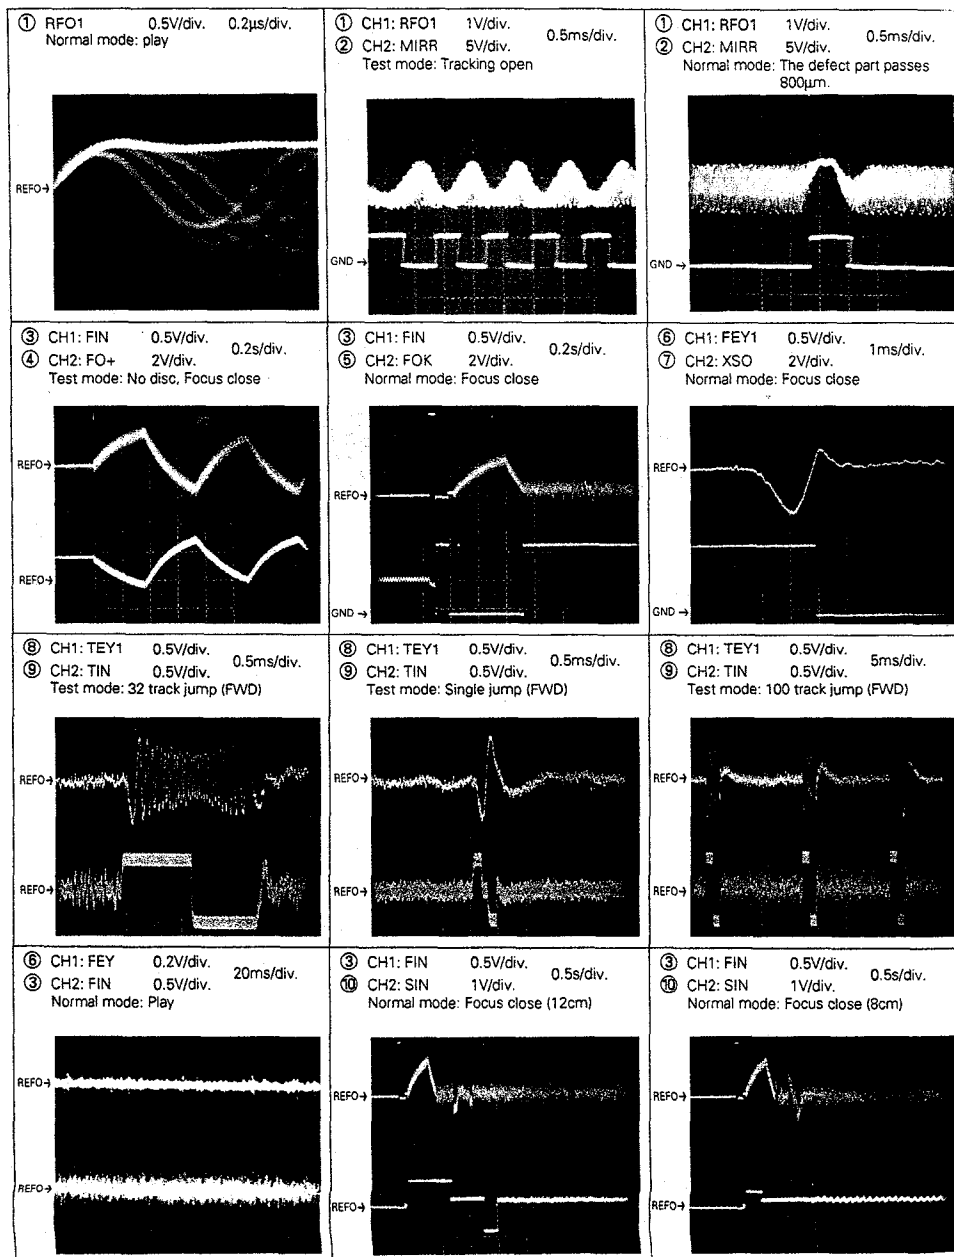 ① RFO1 0.5V/div. 0.2µs/div.
Normal mode: play
REFO→
① CH1: RFO1 1V/div. 0.5ms/div.
② CH2: MIRR 5V/div.
Test mode: Tracking open
GND →
① CH1: RFO1 1V/div. 0.5ms/div.
② CH2: MIRR 5V/div.
Normal mode: The defect part passes
800µm.
GND →
③ CH1: FIN 0.5V/div. 0.2s/div.
④ CH2: FO+ 2V/div.
Test mode: No disc, Focus close
REFO→
REFO→
③ CH1: FIN 0.5V/div. 0.2s/div.
⑤ CH2: FOK 2V/div.
Normal mode: Focus close
REFO→
GND →
⑥ CH1: FEY1 0.5V/div. 1ms/div.
⑦ CH2: XSO 2V/div.
Normal mode: Focus close
REFO→
GND →
⑧ CH1: TEY1 0.5V/div. 0.5ms/div.
⑨ CH2: TIN 0.5V/div.
Test mode: 32 track jump (FWD)
REFO→
REFO→
⑧ CH1: TEY1 0.5V/div. 0.5ms/div.
⑨ CH2: TIN 0.5V/div.
Test mode: Single jump (FWD)
REFO→
REFO→
⑧ CH1: TEY1 0.5V/div. 5ms/div.
⑨ CH2: TIN 0.5V/div.
Test mode: 100 track jump (FWD)
REFO→
REFO→
⑥ CH1: FEY 0.2V/div. 20ms/div.
③ CH2: FIN 0.5V/div.
Normal mode: Play
REFO→
REFO→
③ CH1: FIN 0.5V/div. 0.5s/div.
⑩ CH2: SIN 1V/div.
Normal mode: Focus close (12cm)
REFO→
REFO→
③ CH1: FIN 0.5V/div. 0.5s/div.
⑩ CH2: SIN 1V/div.
Normal mode: Focus close (8cm)
REFO→
REFO→